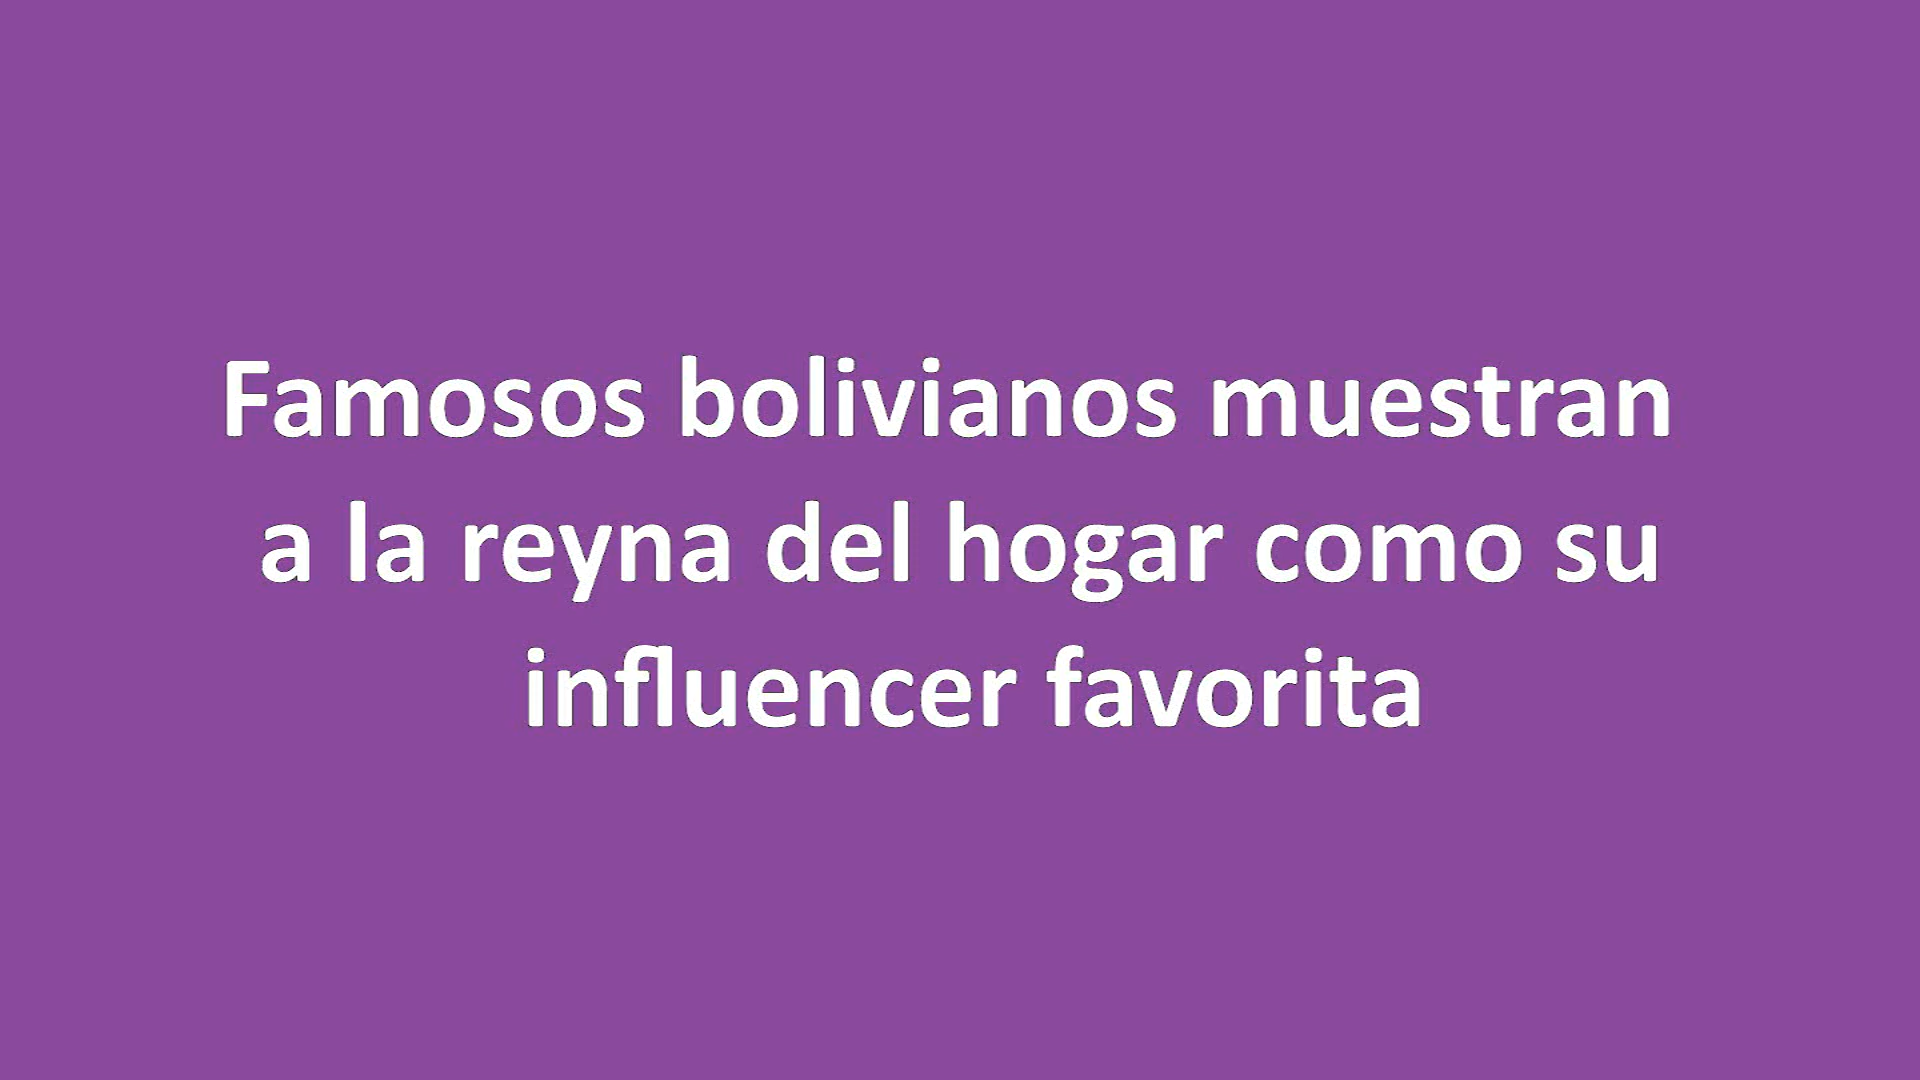 Famosos bolivianos muestran
a la reyna del hogar como su
influencer favorita